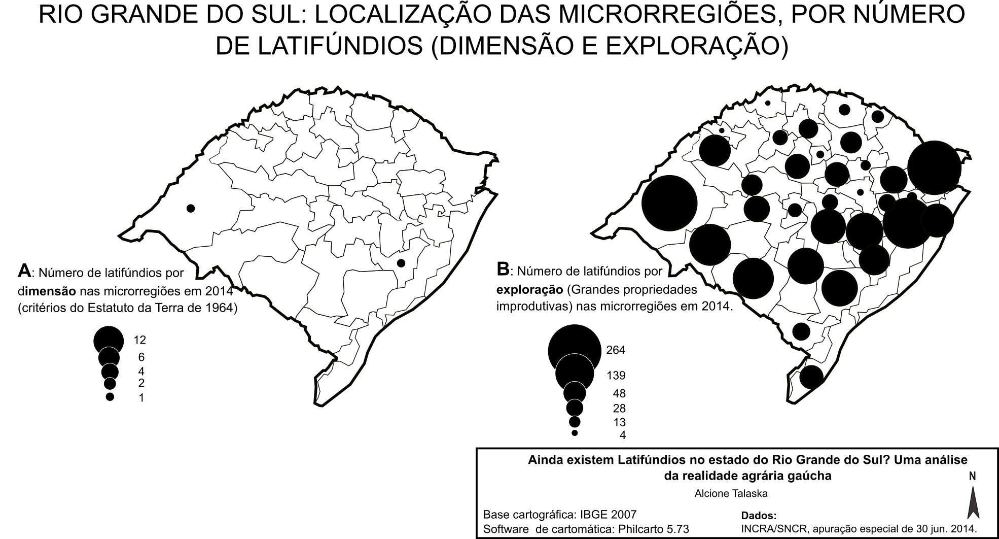 RIO GRANDE DO SUL: LOCALIZAÇÃO DAS MICRORREGIÕES, POR NÚMERO
DE LATIFÚNDIOS (DIMENSÃO E EXPLORAÇÃO)
A: Número de latifúndios por
dimensão nas microrregiões em 2014
(critérios do Estatuto da Terra de 1964)
12
6
4
2
1
B: Número de latifúndios por
exploração (Grandes propriedades
improdutivas) nas microrregiões em 2014.
264
139
48
28
13
4
Ainda existem Latifúndios no estado do Rio Grande do Sul? Uma análise
da realidade agrária gaúcha
N
Alcione Talaska
Base cartográfica: IBGE 2007
Software de cartomática: Philcarto 5.73
Dados:
INCRA/SNCR, apuração especial de 30 jun. 2014.